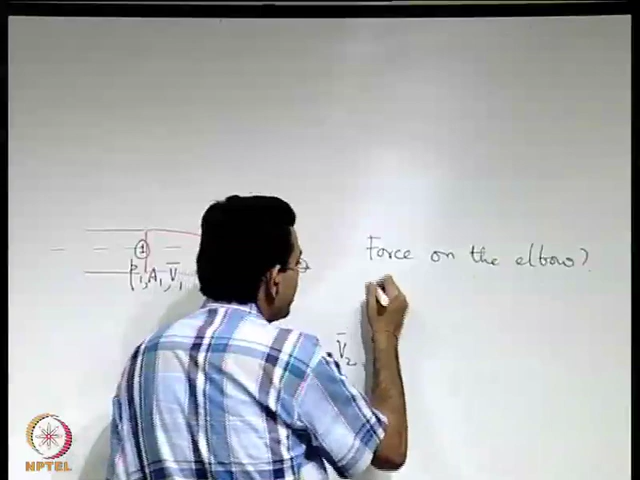 Force on the elbow?
1
p₁, A₁, V̄₁
V̄₂
NPTEL